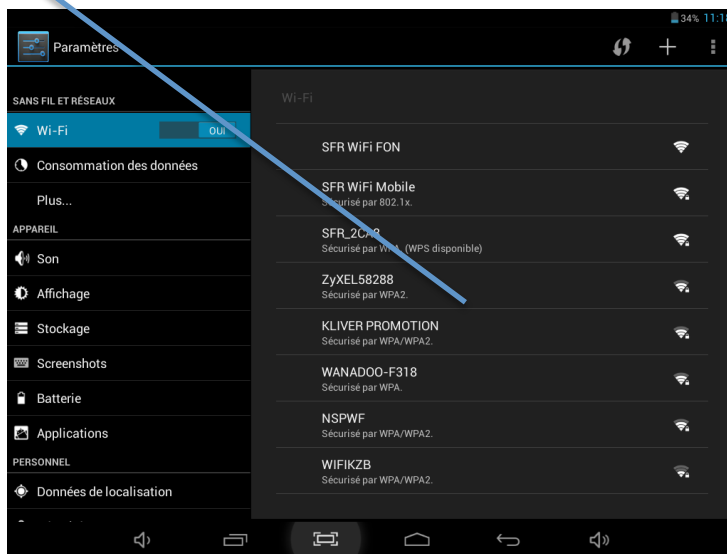 34% 11:18
Paramètres
SANS FIL ET RÉSEAUX
Wi-Fi
OUI
Consommation des données
Plus...
APPAREIL
Son
Affichage
Stockage
Screenshots
Batterie
Applications
PERSONNEL
Données de localisation
Wi-Fi
SFR WiFi FON
SFR WiFi Mobile
Sécurisé par 802.1x.
SFR_2CA8
Sécurisé par WPA. (WPS disponible)
ZyXEL58288
Sécurisé par WPA2.
KLIVER PROMOTION
Sécurisé par WPA/WPA2.
WANADOO-F318
Sécurisé par WPA.
NSPWF
Sécurisé par WPA/WPA2.
WIFIKZB
Sécurisé par WPA/WPA2.